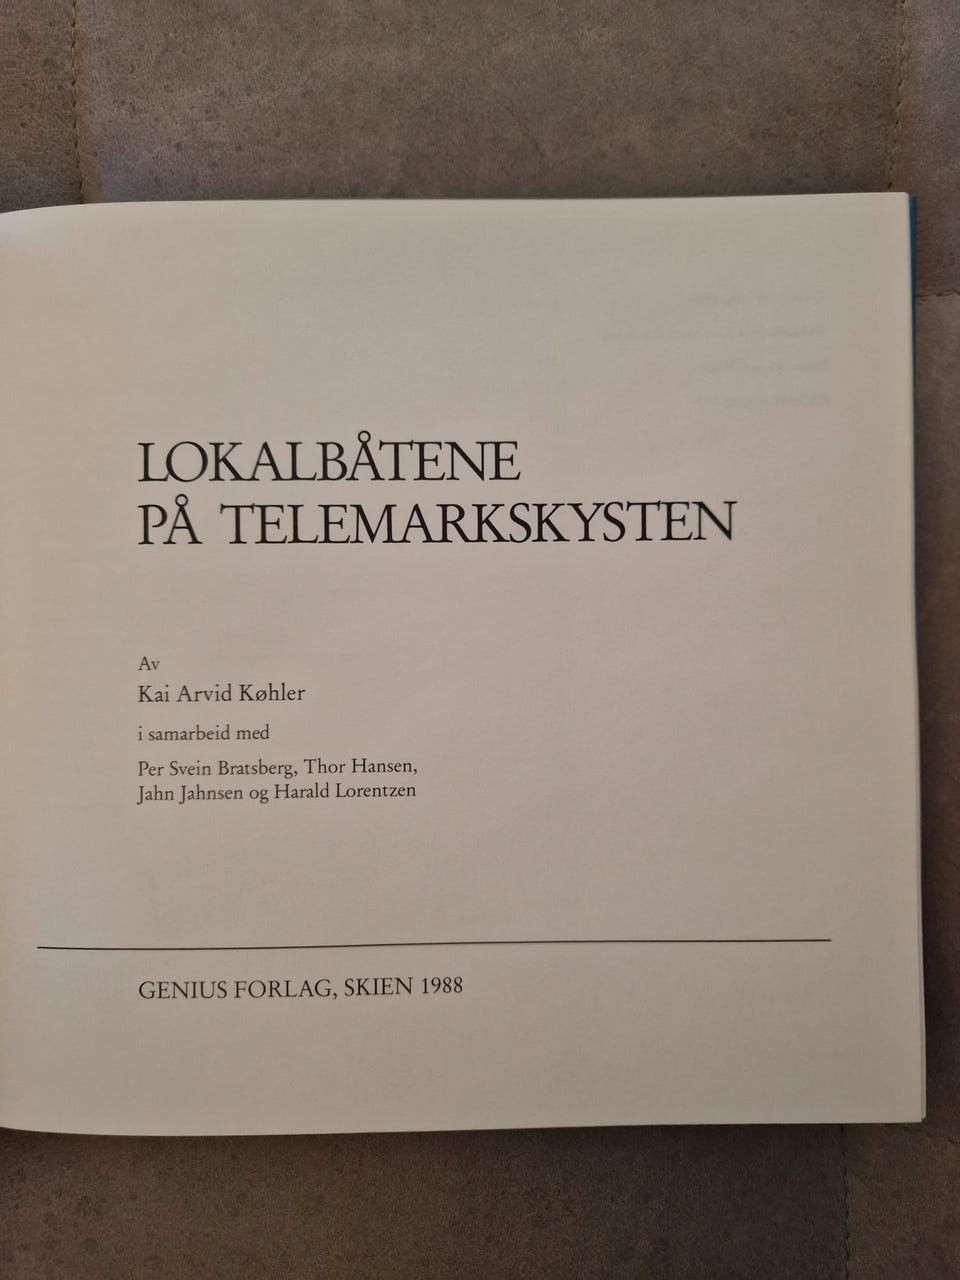 LOKALBÅTENE
PÅ TELEMARKSKYSTEN
Av
Kai Arvid Køhler
i samarbeid med
Per Svein Bratsberg, Thor Hansen,
Jahn Jahnsen og Harald Lorentzen
GENIUS FORLAG, SKIEN 1988